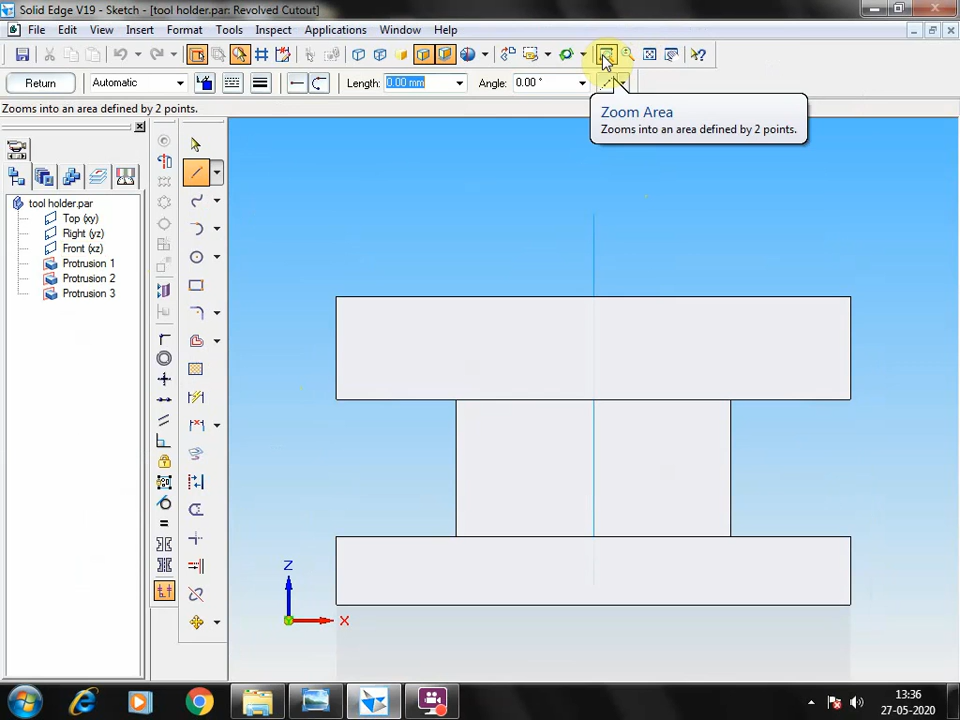 Solid Edge V19 - Sketch - [tool holder.par: Revolved Cutout]
File Edit View Insert Format Tools Inspect Applications Window Help
Return Automatic Length: 0.00 mm Angle: 0.00 °
Zooms into an area defined by 2 points.
Zoom Area
Zooms into an area defined by 2 points.
tool holder.par
Top (xy)
Right (yz)
Front (xz)
Protrusion 1
Protrusion 2
Protrusion 3
Z
X
13:36
27-05-2020